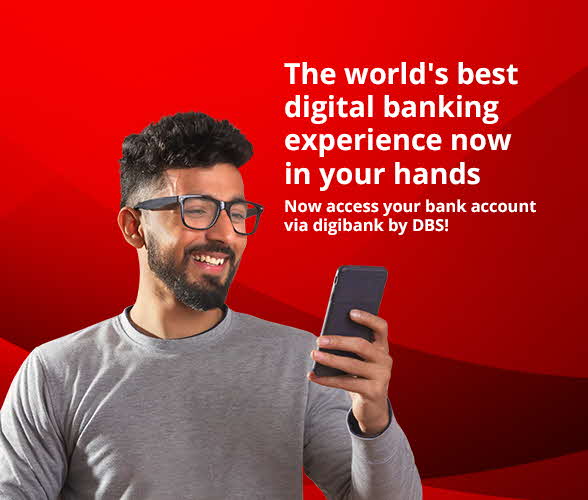 The world's best
digital banking
experience now
in your hands
Now access your bank account
via digibank by DBS!